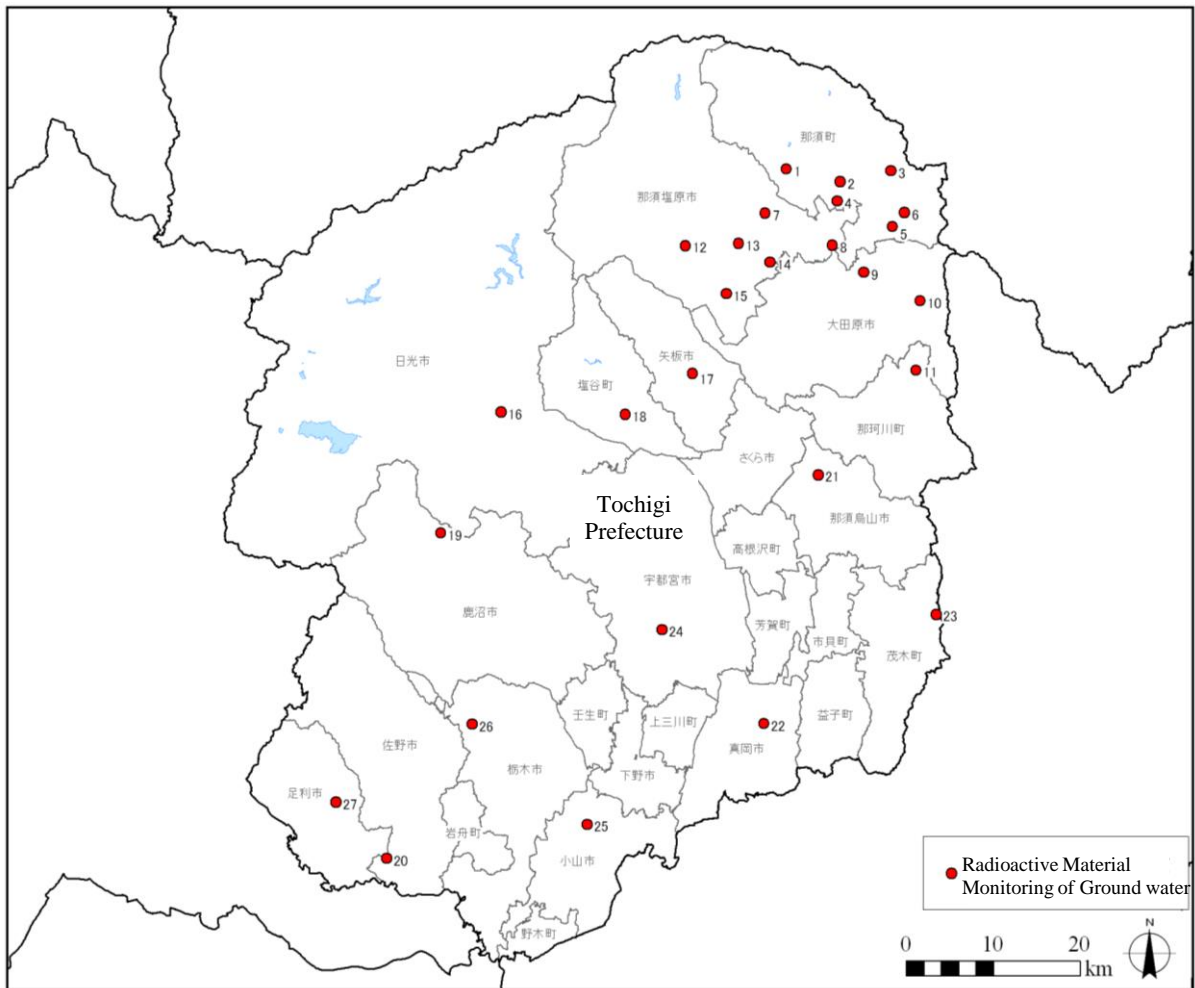 那須町
1
2
3
4
那須塩原市
7
6
5
12
13
8
14
9
15
10
大田原市
日光市
矢板市
17
塩谷町
11
16
18
那珂川町
さくら市
21
Tochigi
Prefecture
那須烏山市
19
高根沢町
宇都宮市
鹿沼市
芳賀町
23
24
市貝町
茂木町
壬生町
上三川町
益子町
26
22
佐野市
真岡市
栃木市
下野市
足利市
27
岩舟町
25
20
小山市
Radioactive Material
Monitoring of Ground water
野木町
N
0 10 20
km